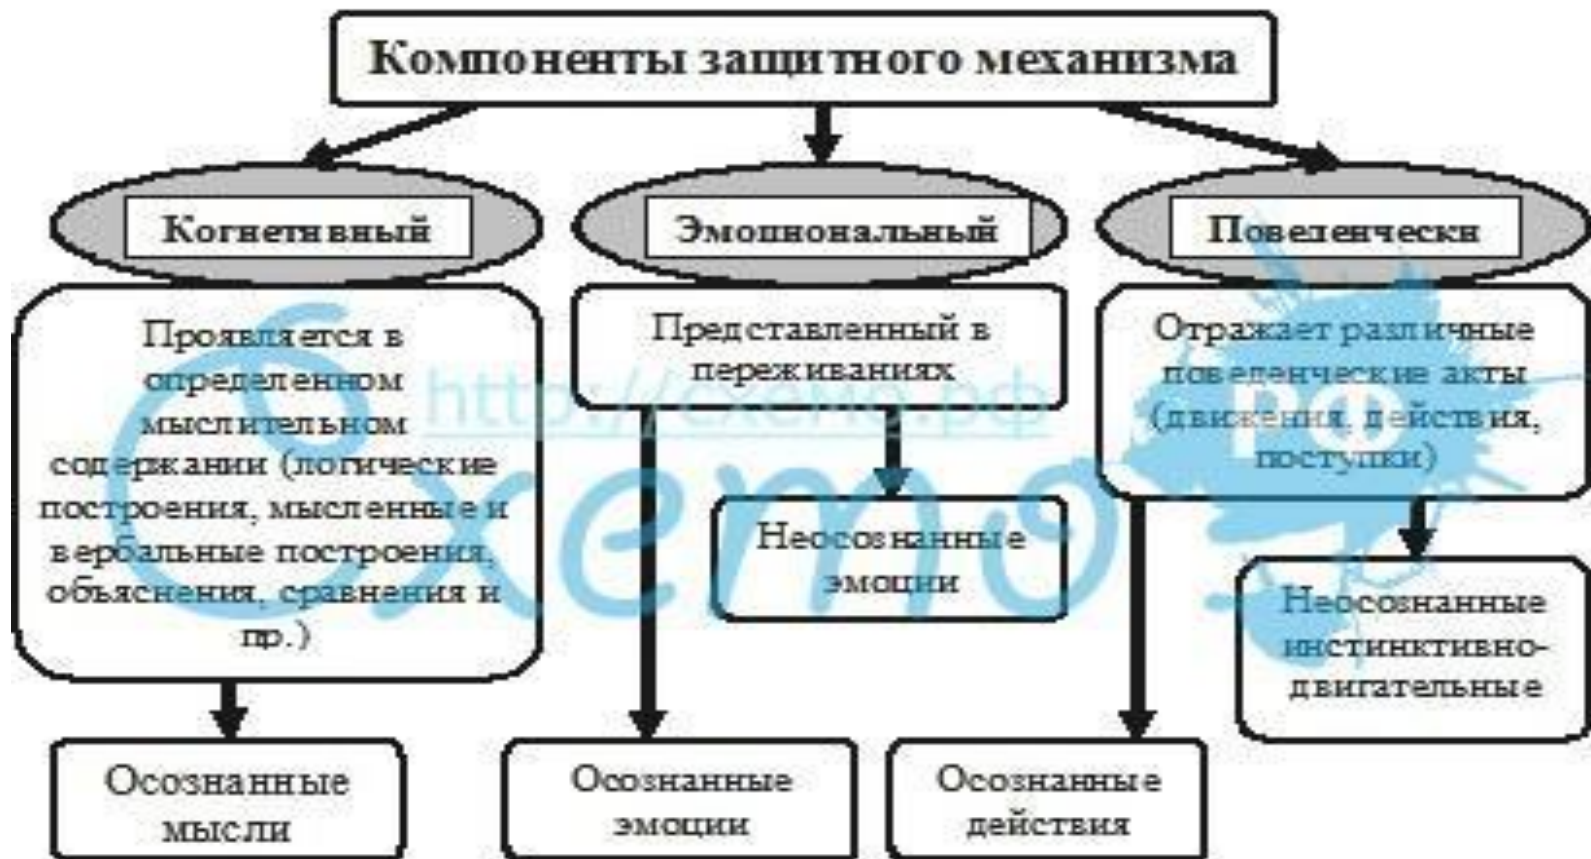 Компоненты защитного механизма
Когнетивный
Эмоциональный
Поведенчески
Проявляется в
определенном
мыслительном
содержании (логические
построения, мысленные и
вербальные построения,
объяснения, сравнения и
пр.)
Представленный в
переживаниях
Отражает различные
поведенческие акты
(движения, действия,
поступки)
Неосознанные
эмоции
Неосознанные
инстинктивно-
двигательные
Осознанные
мысли
Осознанные
эмоции
Осознанные
действия
http://схемо.рф
Схемо
РФ